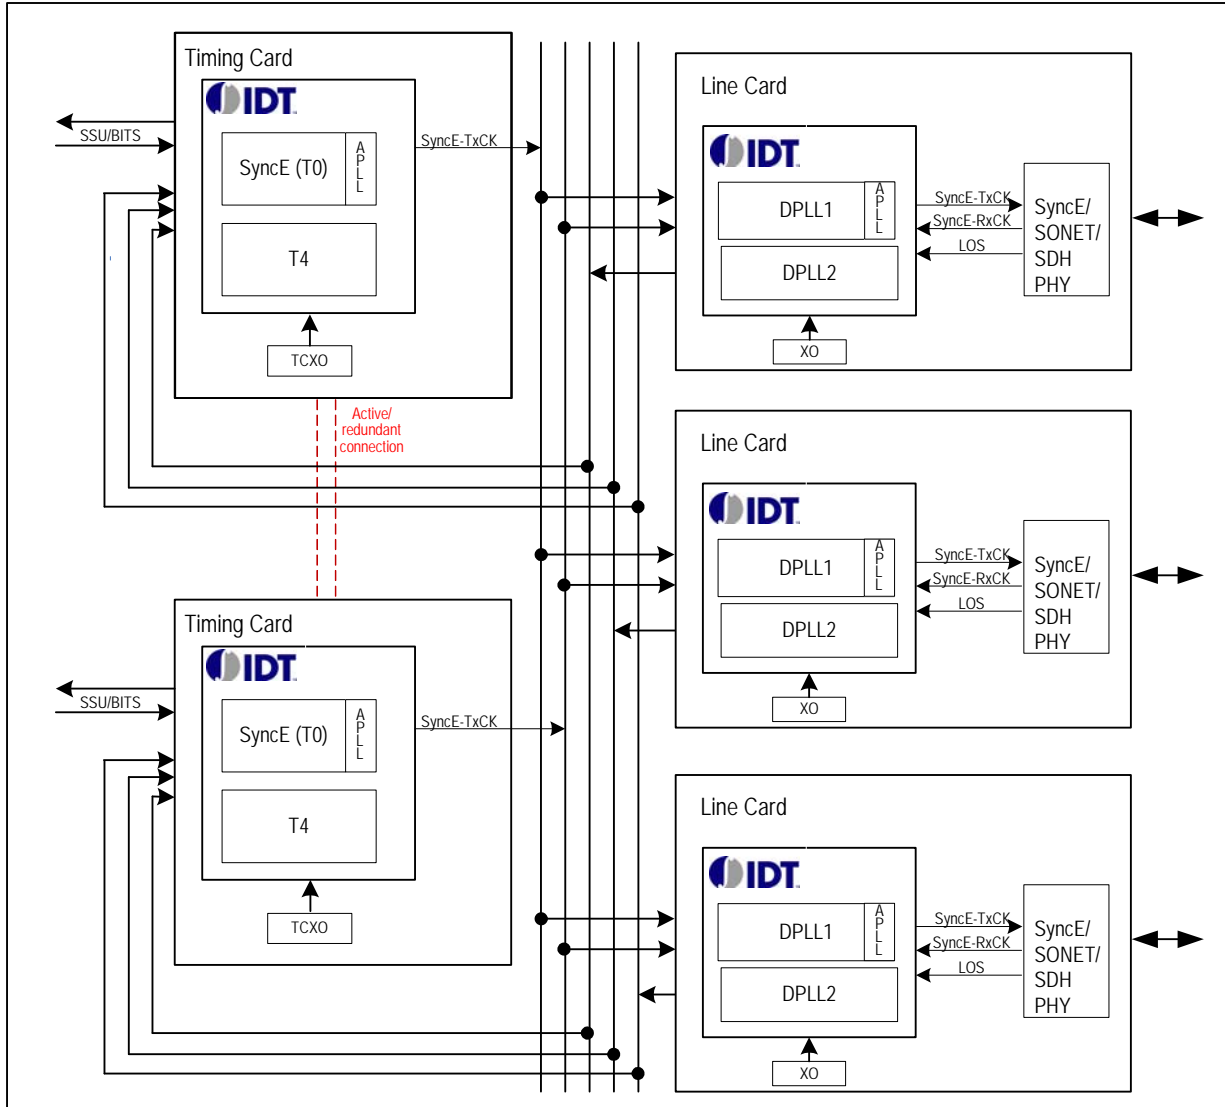 Timing Card
IDT
SSU/BITS
SyncE (T0)
APLL
T4
TCXO
SyncE-TxCK
Active/
redundant
connection
Timing Card
IDT
SSU/BITS
SyncE (T0)
APLL
T4
TCXO
SyncE-TxCK
Line Card
IDT
DPLL1
APLL
DPLL2
XO
SyncE-TxCK
SyncE-RxCK
LOS
SyncE/
SONET/
SDH
PHY
Line Card
IDT
DPLL1
APLL
DPLL2
XO
SyncE-TxCK
SyncE-RxCK
LOS
SyncE/
SONET/
SDH
PHY
Line Card
IDT
DPLL1
APLL
DPLL2
XO
SyncE-TxCK
SyncE-RxCK
LOS
SyncE/
SONET/
SDH
PHY